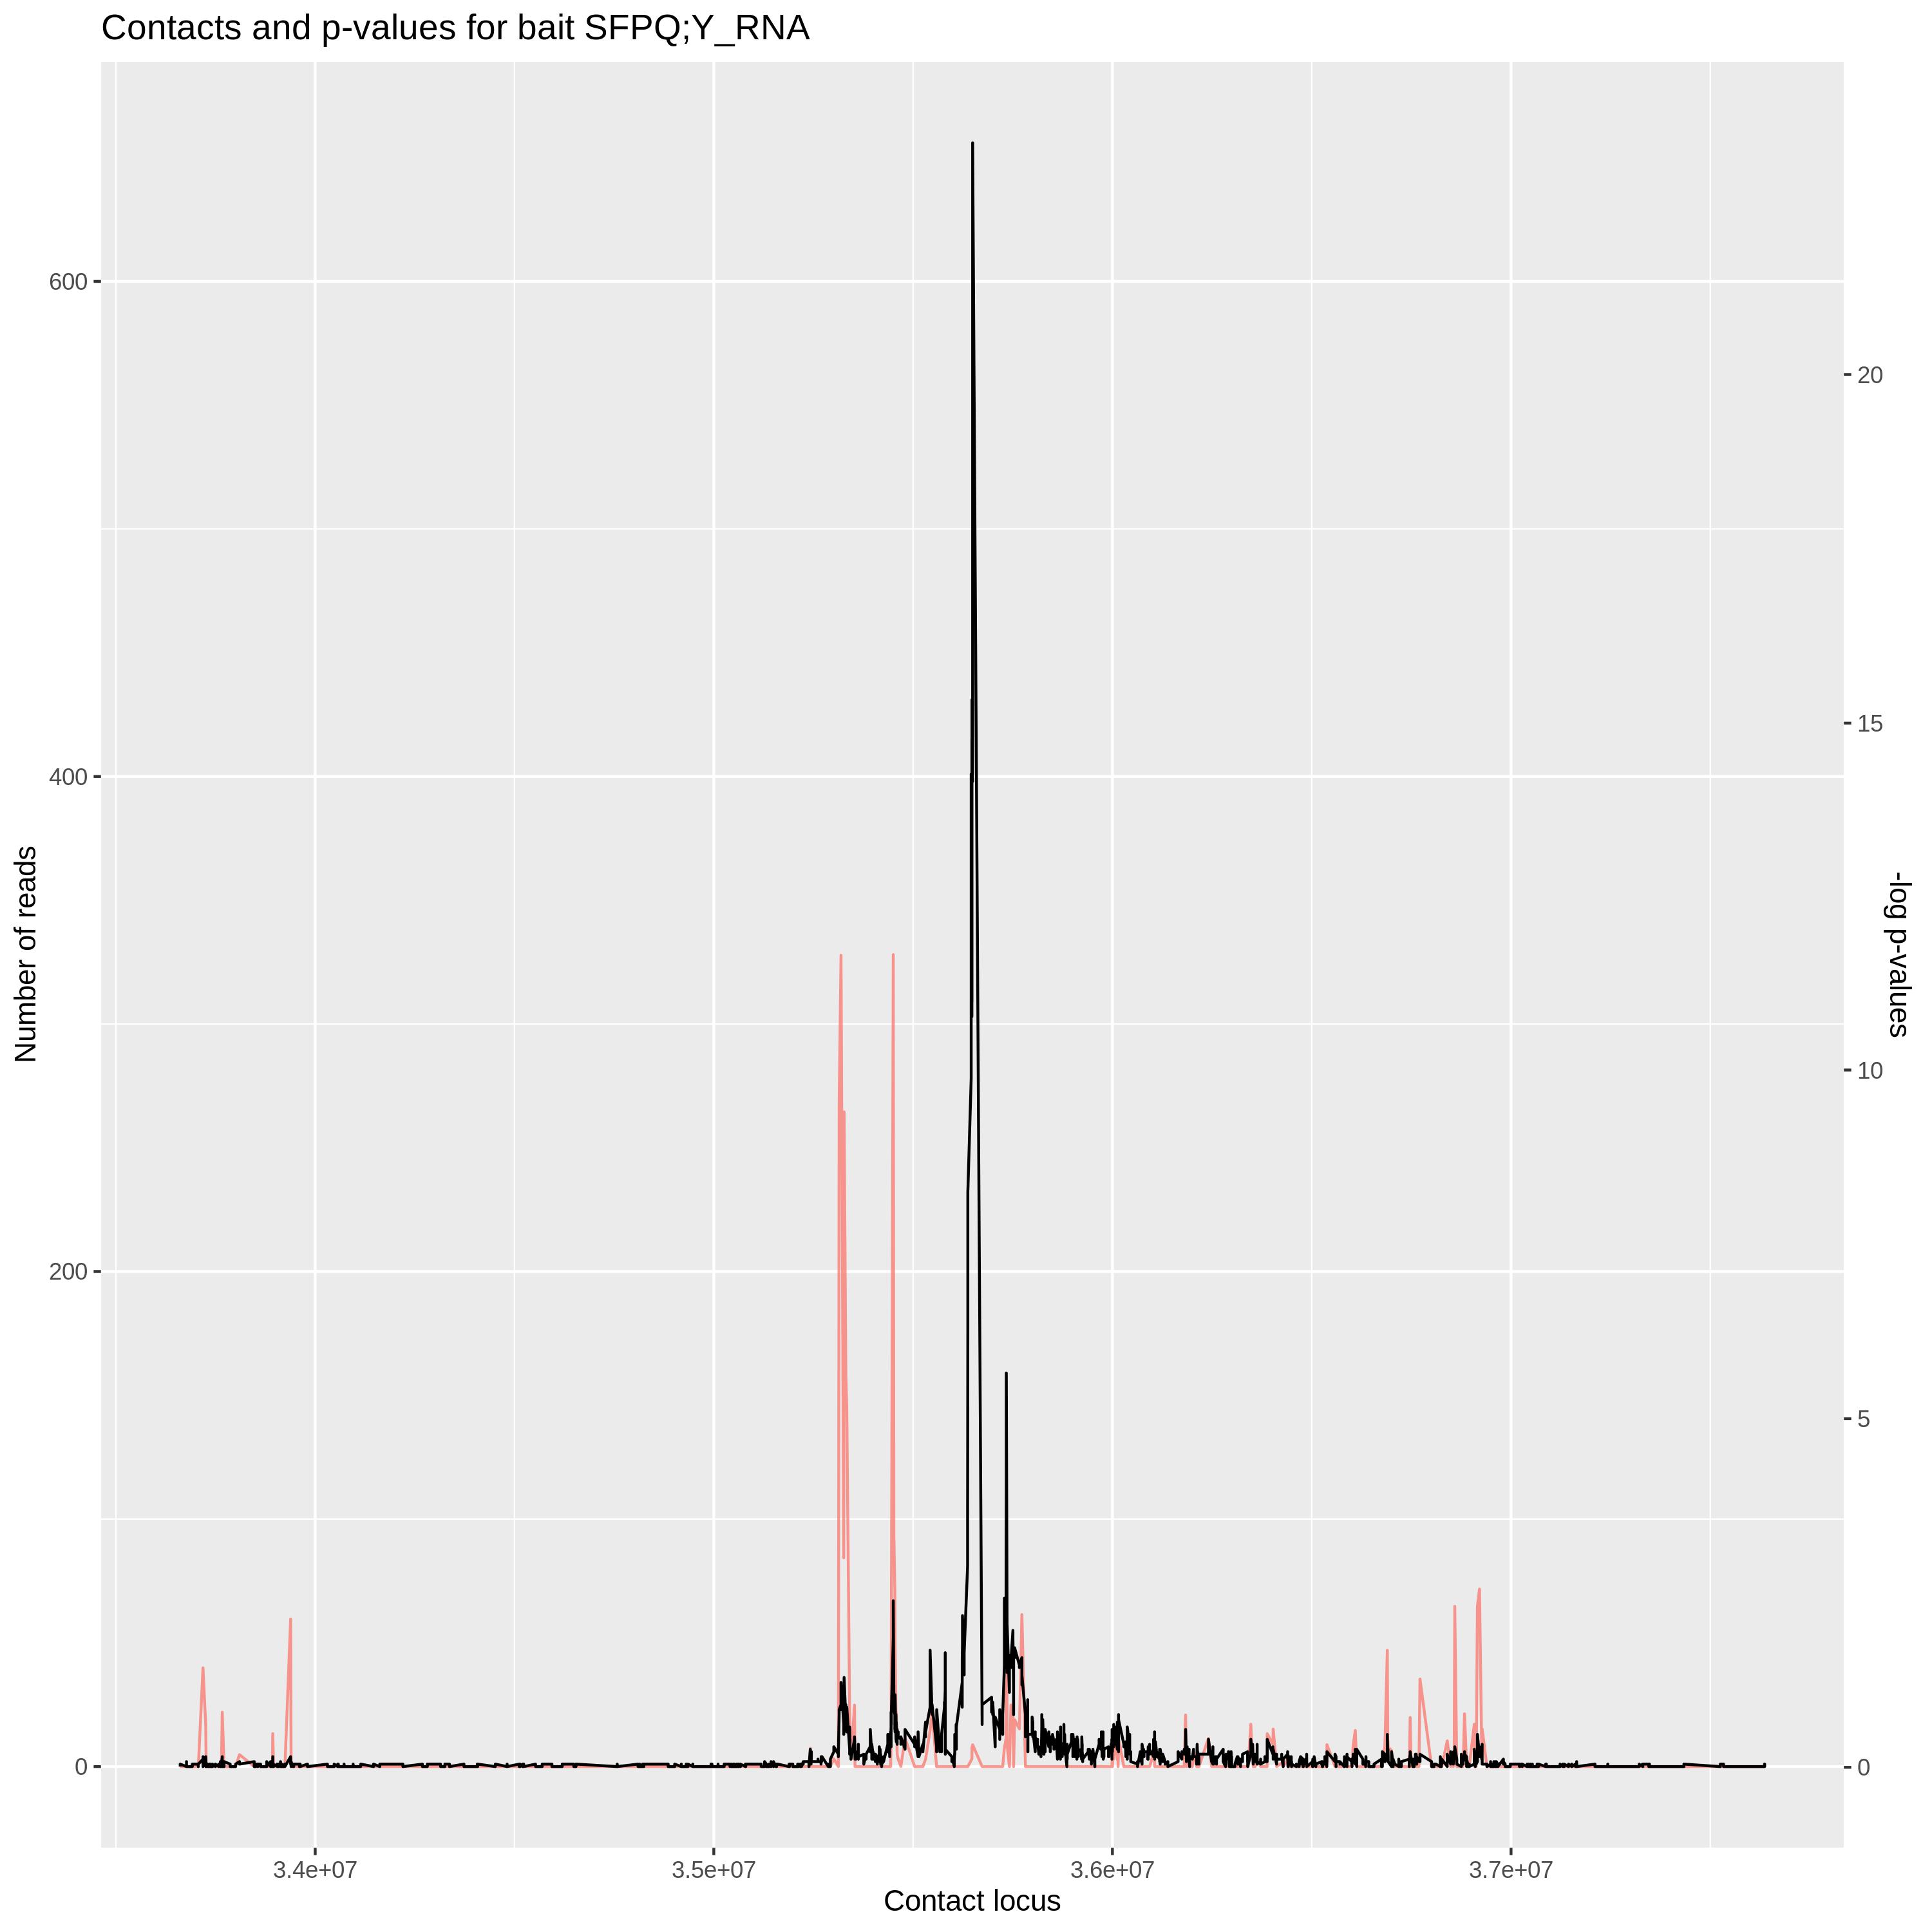 Contacts and p-values for bait SFPQ;Y_RNA
600
400
200
0
Number of reads
20
15
10
5
0
-log p-values
3.4e+07
3.5e+07
3.6e+07
3.7e+07
Contact locus